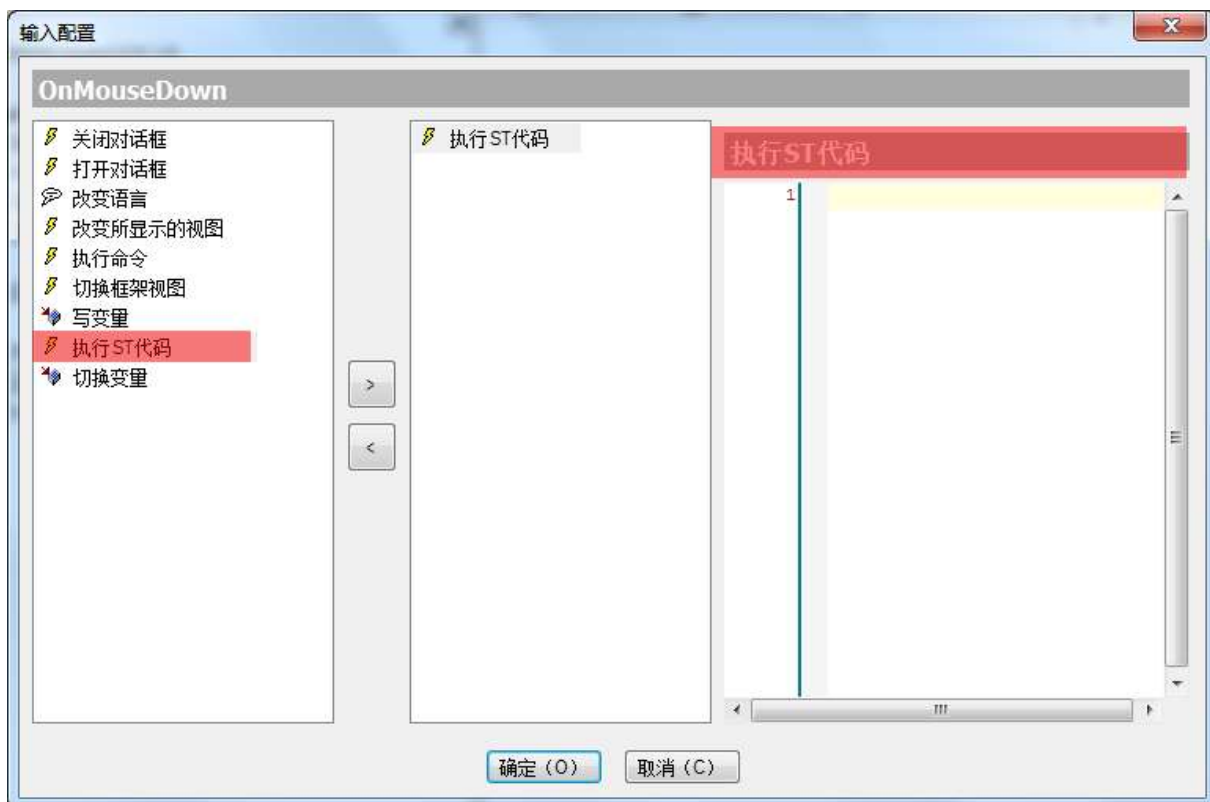 输入配置
OnMouseDown
关闭对话框
打开对话框
改变语言
改变所显示的视图
执行命令
切换框架视图
写变量
执行ST代码
切换变量
>
<
执行ST代码
执行ST代码
1
确定（O）
取消（C）